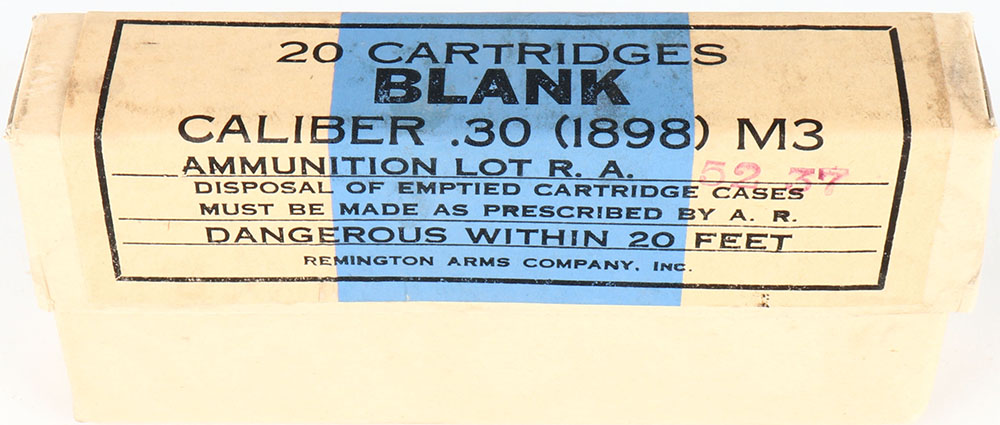 20 CARTRIDGES
BLANK
CALIBER .30 (1898) M3
AMMUNITION LOT R. A. 52 37
DISPOSAL OF EMPTIED CARTRIDGE CASES
MUST BE MADE AS PRESCRIBED BY A. R.
DANGEROUS WITHIN 20 FEET
REMINGTON ARMS COMPANY, INC.